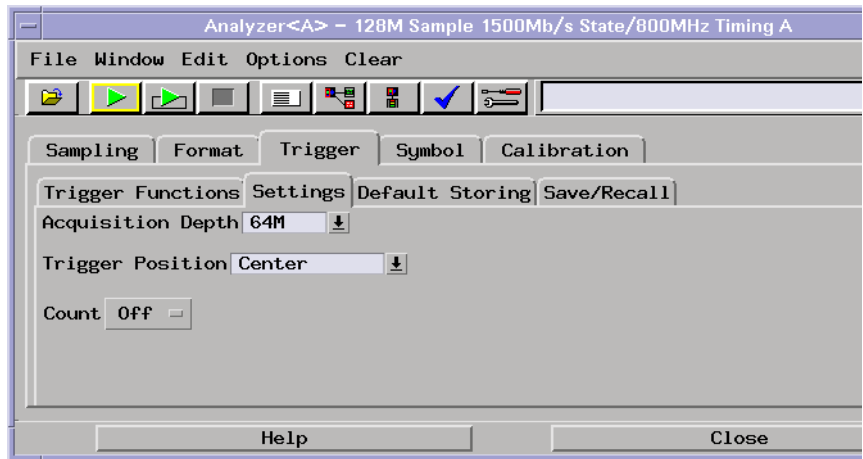 Analyzer<A> – 128M Sample 1500Mb/s State/800MHz Timing A
File Window Edit Options Clear
Sampling Format Trigger Symbol Calibration
Trigger Functions Settings Default Storing Save/Recall
Acquisition Depth 64M
Trigger Position Center
Count Off
Help Close